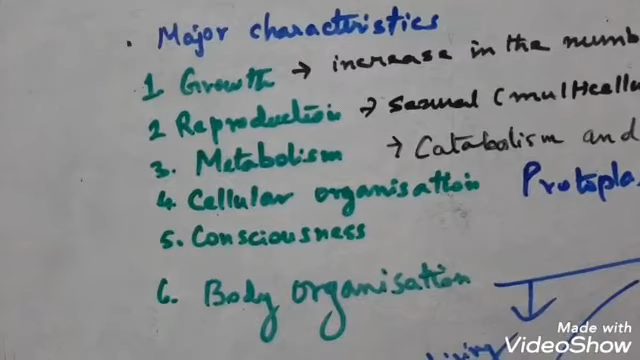 . Major characteristics
1 Growth → increase in the numb
2 Reproduction → Sexual (multicellu
3. Metabolism → Catabolism and
4. Cellular organisation Protopla
5. Consciousness
6. Body organisation
living
Made with
VideoShow